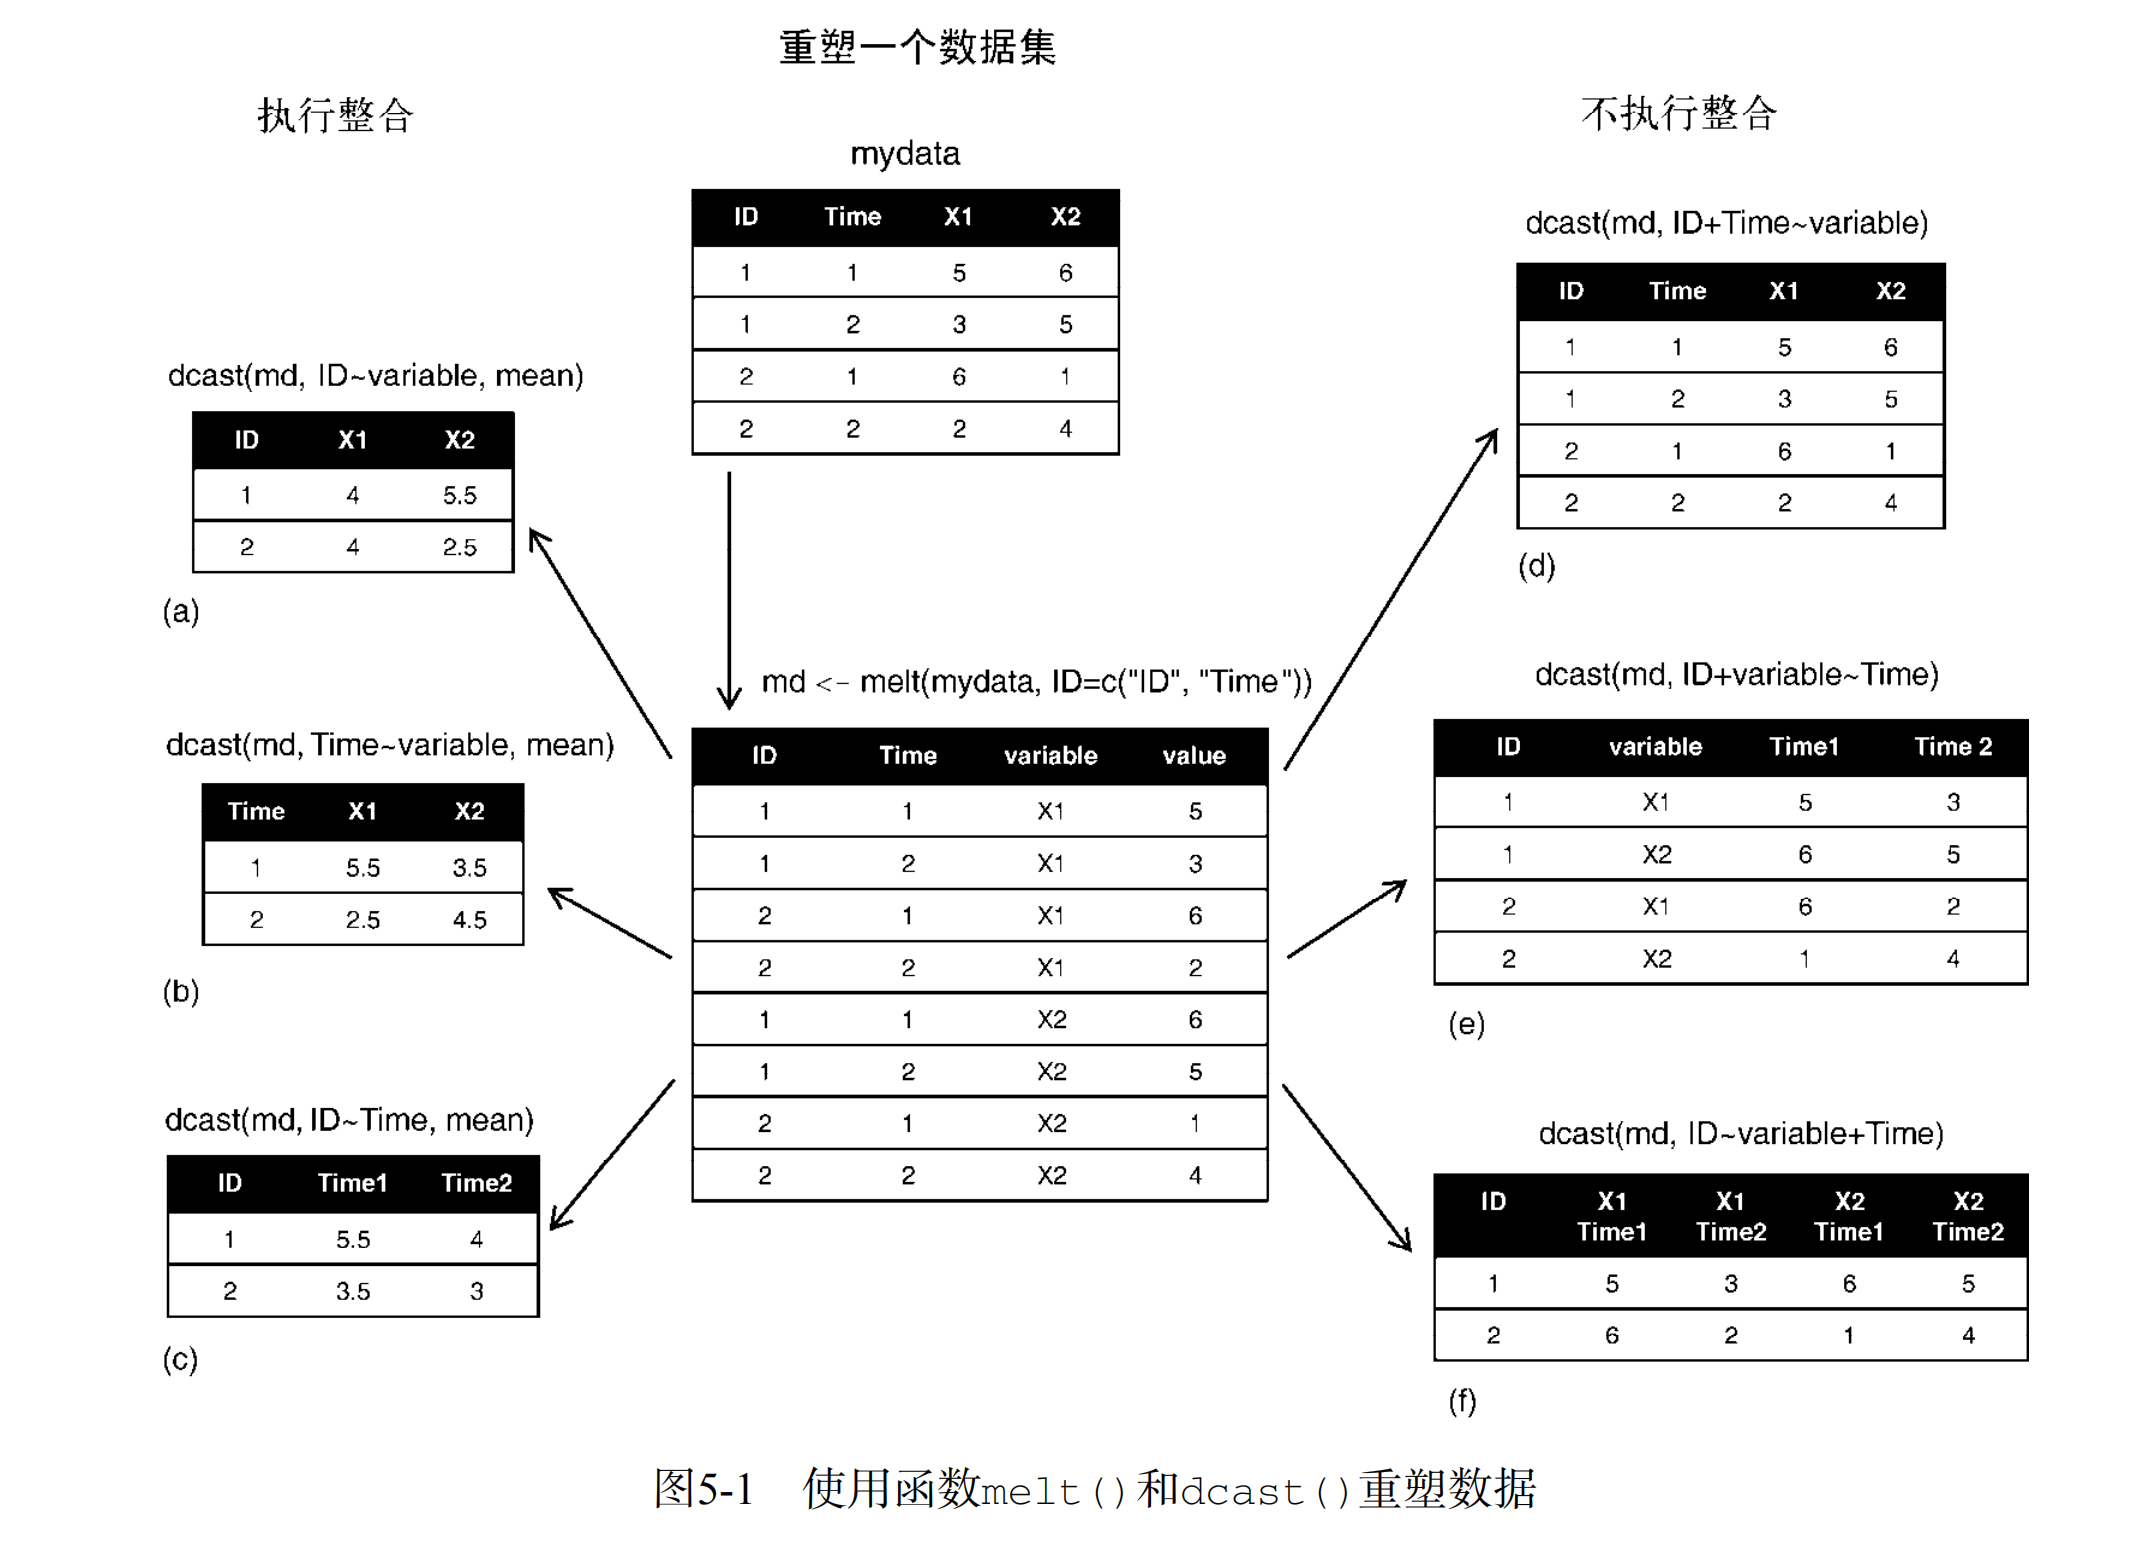 重塑一个数据集
执行整合
不执行整合
mydata
ID Time X1 X2
1 1 5 6
1 2 3 5
2 1 6 1
2 2 2 4
dcast(md, ID~variable, mean)
ID X1 X2
1 4 5.5
2 4 2.5
(a)
dcast(md, Time~variable, mean)
Time X1 X2
1 5.5 3.5
2 2.5 4.5
(b)
dcast(md, ID~Time, mean)
ID Time1 Time2
1 5.5 4
2 3.5 3
(c)
md <- melt(mydata, ID=c("ID", "Time"))
ID Time variable value
1 1 X1 5
1 2 X1 3
2 1 X1 6
2 2 X1 2
1 1 X2 6
1 2 X2 5
2 1 X2 1
2 2 X2 4
dcast(md, ID+Time~variable)
ID Time X1 X2
1 1 5 6
1 2 3 5
2 1 6 1
2 2 2 4
(d)
dcast(md, ID+variable~Time)
ID variable Time1 Time 2
1 X1 5 3
1 X2 6 5
2 X1 6 2
2 X2 1 4
(e)
dcast(md, ID~variable+Time)
ID X1 X1 X2 X2
Time1 Time2 Time1 Time2
1 5 3 6 5
2 6 2 1 4
(f)
图5-1 使用函数melt()和dcast()重塑数据